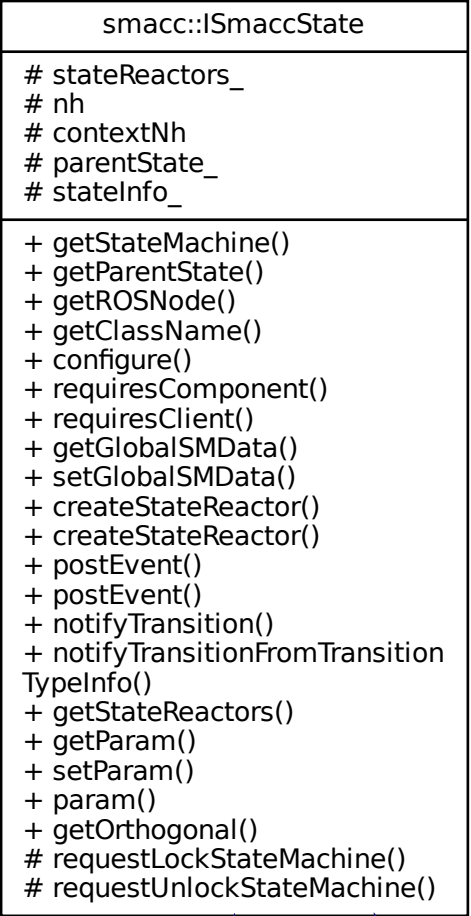 smacc::ISmaccState
# stateReactors_
# nh
# contextNh
# parentState_
# stateInfo_
+ getStateMachine()
+ getParentState()
+ getROSNode()
+ getClassName()
+ configure()
+ requiresComponent()
+ requiresClient()
+ getGlobalSMData()
+ setGlobalSMData()
+ createStateReactor()
+ createStateReactor()
+ postEvent()
+ postEvent()
+ notifyTransition()
+ notifyTransitionFromTransition
TypeInfo()
+ getStateReactors()
+ getParam()
+ setParam()
+ param()
+ getOrthogonal()
# requestLockStateMachine()
# requestUnlockStateMachine()